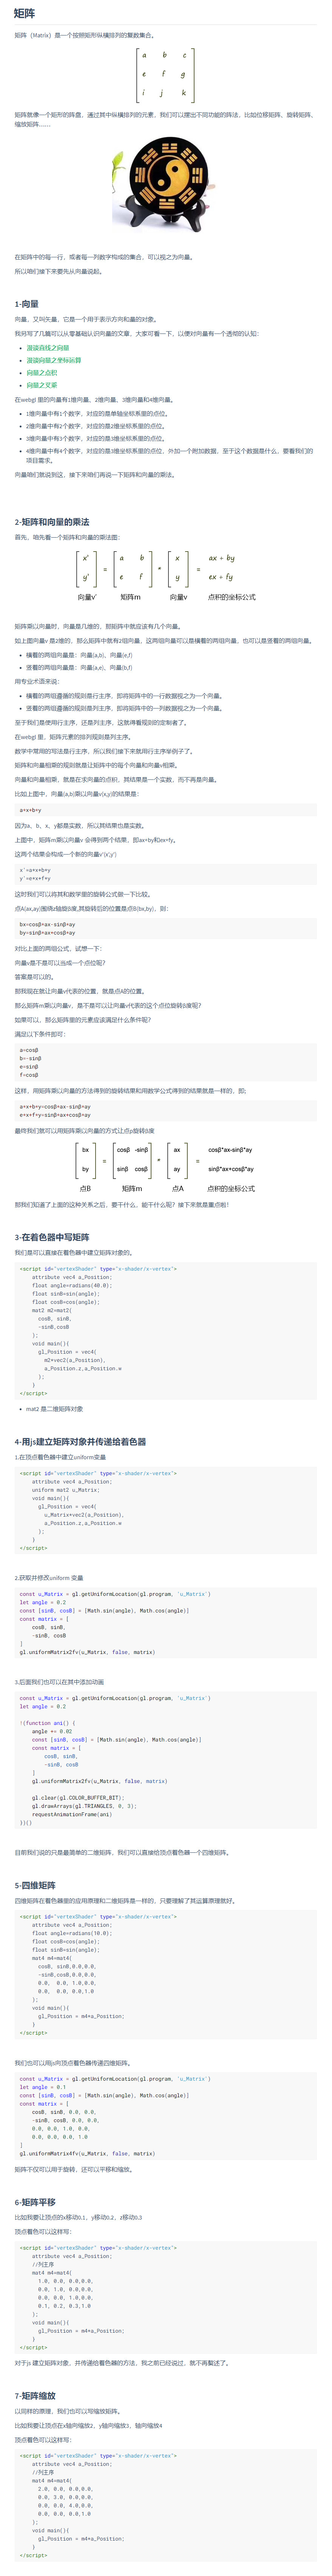 矩阵
矩阵（Matrix）是一个按照矩形纵横排列的复数集合。
a b c
e f g
i j k
矩阵就像一个矩形的阵盘，通过其中纵横排列的元素，我们可以摆出不同功能的阵法，比如位移矩阵，旋转矩阵、
缩放矩阵……
在矩阵中的每一行，或者每一列数字构成的集合，可以视之为向量。
所以咱们接下来要先从向量说起。
1-向量
向量，又叫矢量，它是一个用于表示方向和量的对象。
我另写了几篇可以从零基础认识向量的文章，大家可看一下，以便对向量有一个透彻的认知：
漫谈直线之向量
漫谈向量之坐标运算
向量之点积
向量之叉乘
在webgl 里的向量有1维向量、2维向量、3维向量和4维向量。
1维向量中有1个数字，对应的是单轴坐标系里的点位。
2维向量中有2个数字，对应的是2维坐标系里的点位。
3维向量中有3个数字，对应的是3维坐标系里的点位。
4维向量中有4个数字，对应的是3维坐标系里的点位，外加一个附加数据，至于这个数据是什么，要看我们的
项目需求。
向量咱们就说到这，接下来咱们再说一下矩阵和向量的乘法。
2-矩阵和向量的乘法
首先，咱先看一个矩阵和向量的乘法图：
x' = a b * x = ax + by
y' e f y ex + fy
向量v' 矩阵m 向量v 点积的坐标公式
矩阵乘以向量时，向量是几维的，那矩阵中就应该有几个向量。
如上图向量v 是2维的，那么矩阵中就有2组向量，这两组向量可以是横着的两组向量，也可以是竖着的两组向量。
横着的两组向量是：向量(a,b)、向量(e,f)
竖着的两组向量是：向量(a,e)、向量(b,f)
用专业术语来说：
横着的两组遵循的规则是行主序，即将矩阵中的一行数据视之为一个向量。
竖着的两组遵循的规则是列主序，即将矩阵中的一列数据视之为一个向量。
至于我们是使用行主序，还是列主序，这就得看规则的定制者了。
在webgl 里，矩阵元素的排列规则是列主序。
数学中常用的写法是行主序，所以我们接下来就用行主序举例子了。
矩阵和向量相乘的规则就是让矩阵中的每个向量和向量v相乘。
向量和向量相乘，就是在求向量的点积，其结果是一个实数，而不再是向量。
比如上图中，向量(a,b)乘以向量v(x,y)的结果是：
a*x+b*y
因为a、b、x、y都是实数，所以其结果也是实数。
上图中，矩阵m乘以向量v 会得到两个结果，即ax+by和ex+fy。
这两个结果会构成一个新的向量v'(x',y')
x'=a*x+b*y
y'=e*x+f*y
这时我们可以将其和数学里的旋转公式做一下比较。
点A(ax,ay)围绕z轴旋β度,其旋转后的位置是点B(bx,by)，则：
bx=cosβ*ax-sinβ*ay
by=sinβ*ax+cosβ*ay
对比上面的两组公式，试想一下：
向量v是不是可以当成一个点位呢？
答案是可以的。
那我现在就让向量v代表的位置，就是点A的位置。
那么矩阵m乘以向量v，是不是可以让向量v代表的这个点位旋转β度呢？
如果可以，那么矩阵里的元素应该满足什么条件呢？
满足以下条件即可：
a=cosβ
b=-sinβ
e=sinβ
f=cosβ
这样，用矩阵乘以向量的方法得到的旋转结果和用数学公式得到的结果就是一样的，即:
a*x+b*y=cosβ*ax-sinβ*ay
e*x+f*y=sinβ*ax+cosβ*ay
最终我们就可以用矩阵乘以向量的方式让点p旋转β度
bx = cosβ -sinβ * ax = cosβ*ax-sinβ*ay
by sinβ cosβ ay sinβ*ax+cosβ*ay
点B 矩阵m 点A 点积的坐标公式
那我们知道了上面的这种关系之后，要干什么，能干什么呢？接下来就是重点啦！
3-在着色器中写矩阵
我们是可以直接在着色器中建立矩阵对象的。
<script id="vertexShader" type="x-shader/x-vertex">
attribute vec4 a_Position;
float angle=radians(40.0);
float sinB=sin(angle);
float cosB=cos(angle);
mat2 m2=mat2(
cosB, sinB,
-sinB,cosB
);
void main(){
gl_Position = vec4(
m2*vec2(a_Position),
a_Position.z,a_Position.w
);
}
</script>
mat2 是二维矩阵对象
4-用js建立矩阵对象并传递给着色器
1.在顶点着色器中建立uniform变量
<script id="vertexShader" type="x-shader/x-vertex">
attribute vec4 a_Position;
uniform mat2 u_Matrix;
void main(){
gl_Position = vec4(
u_Matrix*vec2(a_Position),
a_Position.z,a_Position.w
);
}
</script>
2.获取并修改uniform 变量
const u_Matrix = gl.getUniformLocation(gl.program, 'u_Matrix')
let angle = 0.2
const [sinB, cosB] = [Math.sin(angle), Math.cos(angle)]
const matrix = [
cosB, sinB,
-sinB, cosB
]
gl.uniformMatrix2fv(u_Matrix, false, matrix)
3.后面我们也可以在其中添加动画
const u_Matrix = gl.getUniformLocation(gl.program, 'u_Matrix')
let angle = 0.2
!(function ani() {
angle += 0.02
const [sinB, cosB] = [Math.sin(angle), Math.cos(angle)]
const matrix = [
cosB, sinB,
-sinB, cosB
]
gl.uniformMatrix2fv(u_Matrix, false, matrix)
gl.clear(gl.COLOR_BUFFER_BIT);
gl.drawArrays(gl.TRIANGLES, 0, 3);
requestAnimationFrame(ani)
})()
目前我们说的只是最简单的二维矩阵，我们可以直接给顶点着色器一个四维矩阵。
5-四维矩阵
四维矩阵在着色器里的应用原理和二维矩阵是一样的，只要理解了其运算原理就好。
<script id="vertexShader" type="x-shader/x-vertex">
attribute vec4 a_Position;
float angle=radians(10.0);
float cosB=cos(angle);
float sinB=sin(angle);
mat4 m4=mat4(
cosB, sinB,0.0,0.0,
-sinB,cosB,0.0,0.0,
0.0, 0.0, 1.0,0.0,
0.0, 0.0, 0.0,1.0
);
void main(){
gl_Position = m4*a_Position;
}
</script>
我们也可以用js向顶点着色器传递四维矩阵。
const u_Matrix = gl.getUniformLocation(gl.program, 'u_Matrix')
let angle = 0.1
const [sinB, cosB] = [Math.sin(angle), Math.cos(angle)]
const matrix = [
cosB, sinB, 0.0, 0.0,
-sinB, cosB, 0.0, 0.0,
0.0, 0.0, 1.0, 0.0,
0.0, 0.0, 0.0, 1.0
]
gl.uniformMatrix4fv(u_Matrix, false, matrix)
矩阵不仅可以用于旋转，还可以平移和缩放。
6-矩阵平移
比如我要让顶点的x移动0.1，y移动0.2，z移动0.3
顶点着色可以这样写：
<script id="vertexShader" type="x-shader/x-vertex">
attribute vec4 a_Position;
//列主序
mat4 m4=mat4(
1.0, 0.0, 0.0,0.0,
0.0, 1.0, 0.0,0.0,
0.0, 0.0, 1.0,0.0,
0.1, 0.2, 0.3,1.0
);
void main(){
gl_Position = m4*a_Position;
}
</script>
对于js 建立矩阵对象，并传递给着色器的方法，我之前已经说过，就不再赘述了。
7-矩阵缩放
以同样的原理，我们也可以写缩放矩阵。
比如我要让顶点在x轴向缩放2，y轴向缩放3，轴向缩放4
顶点着色可以这样写：
<script id="vertexShader" type="x-shader/x-vertex">
attribute vec4 a_Position;
//列主序
mat4 m4=mat4(
2.0, 0.0, 0.0,0.0,
0.0, 3.0, 0.0,0.0,
0.0, 0.0, 4.0,0.0,
0.0, 0.0, 0.0,1.0
);
void main(){
gl_Position = m4*a_Position;
}
</script>